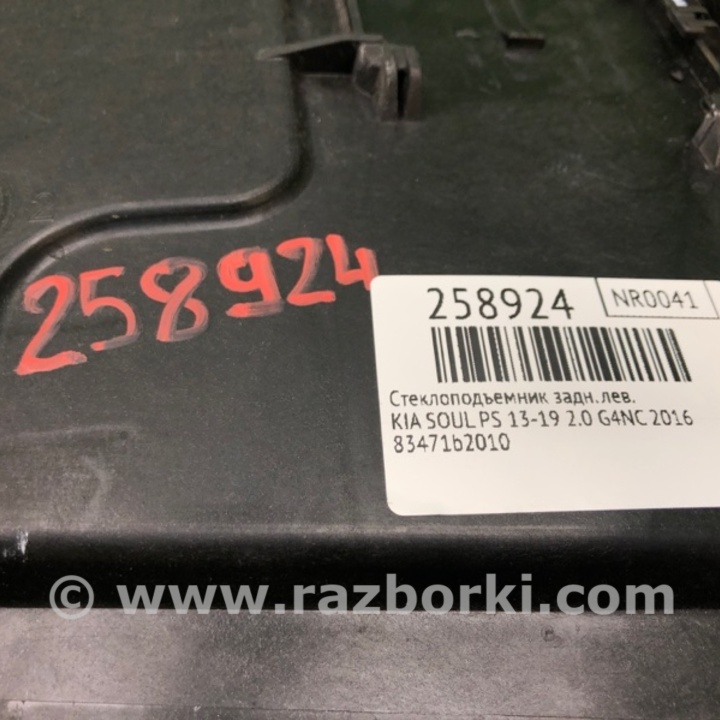 258924
258924
NR0041
Стеклоподъемник задн.лев.
KIA SOUL PS 13-19 2.0 G4NC 2016
83471b2010
© www.razborki.com